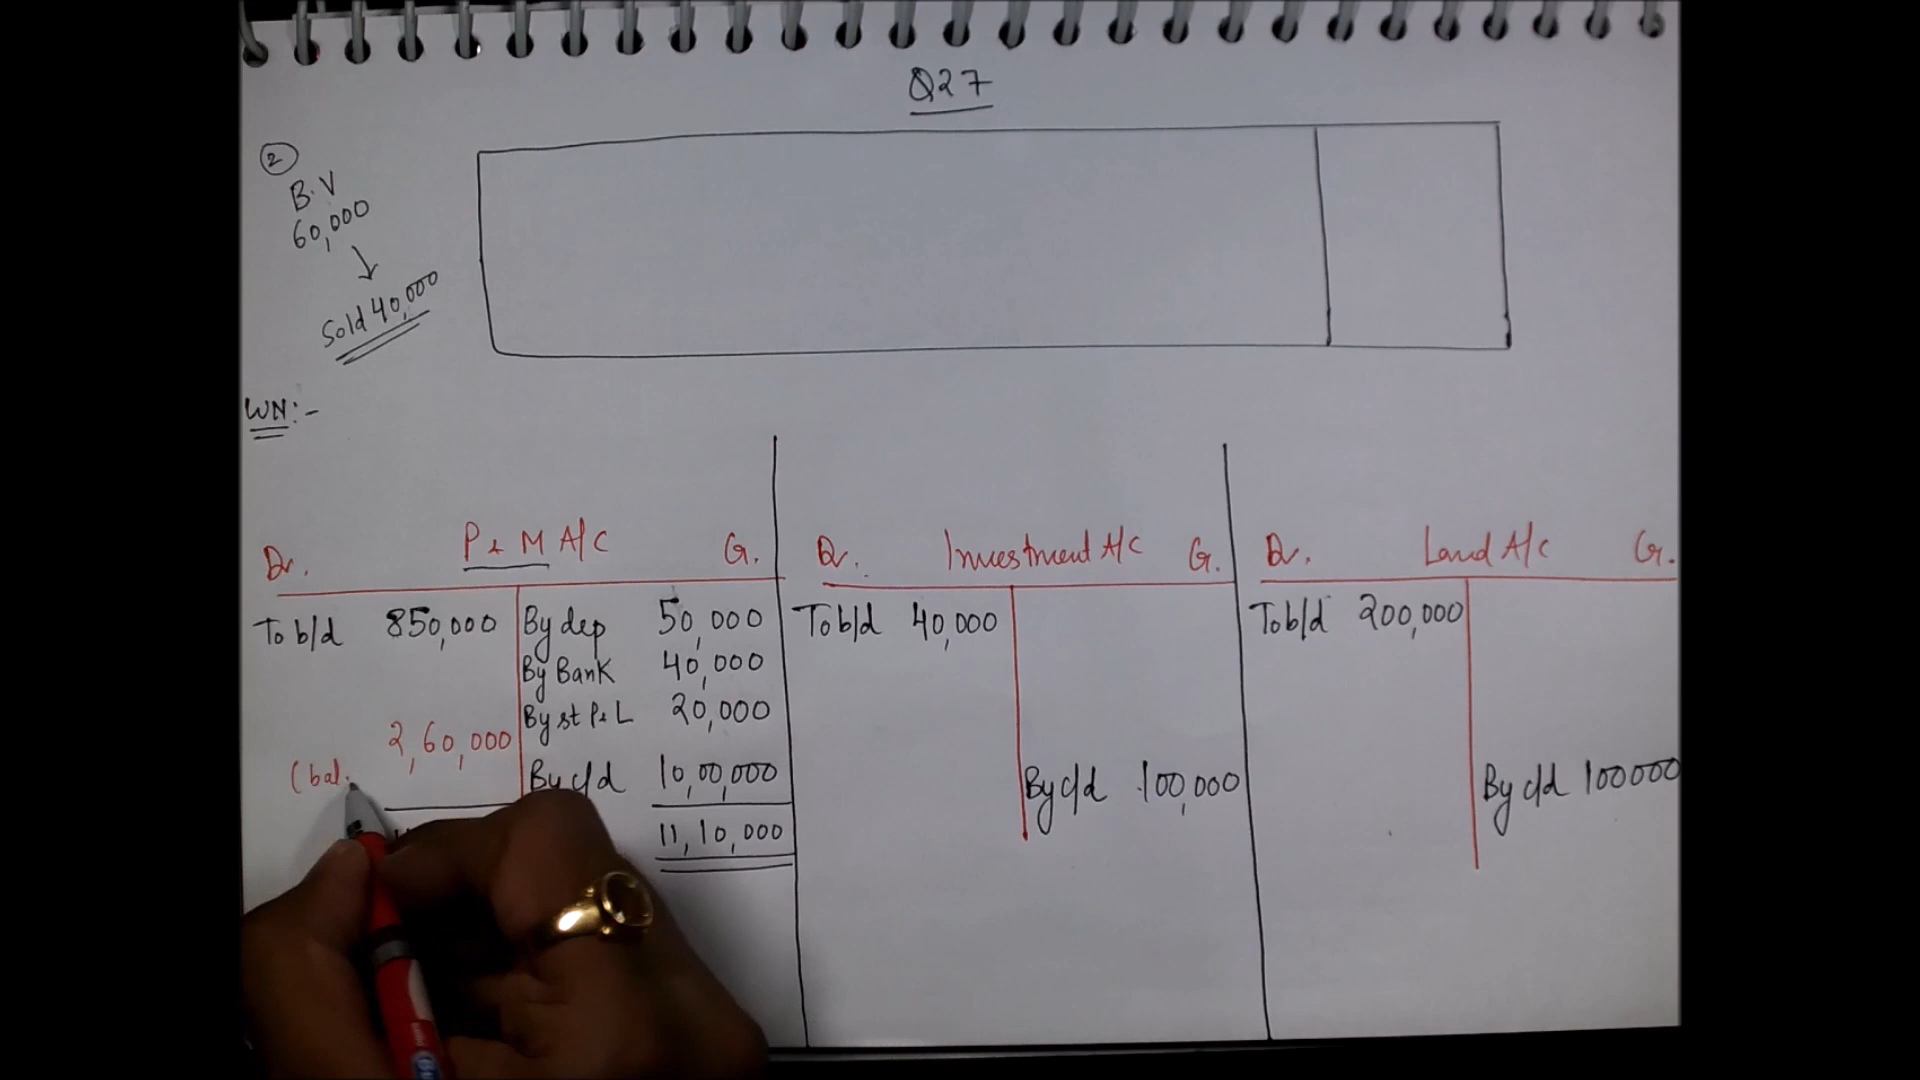 Q27
2
B.V
60,000
Sold 40,000
WN:-
Dr. P & M A/C Cr.
To b/d 850,000 By dep 50,000
By Bank 40,000
By st P & L 20,000
2,60,000
(bal. By c/d 10,00,000
11,10,000
Dr. Investment A/C Cr.
To b/d 40,000
By c/d 100,000
Dr. Land A/C Cr.
To b/d 200,000
By c/d 100000